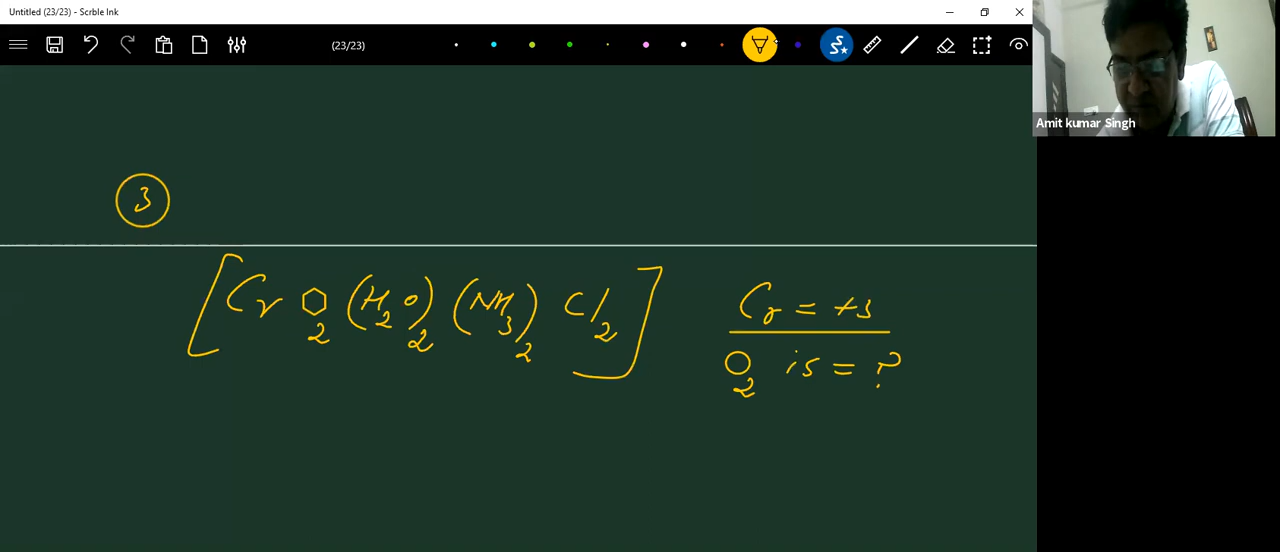 Untitled (23/23) - Scrble Ink
(23/23)
Amit kumar Singh
3
[Cr O2 (H2O)2 (NH3)2 Cl2]
Cr = +3
O2 is = ?